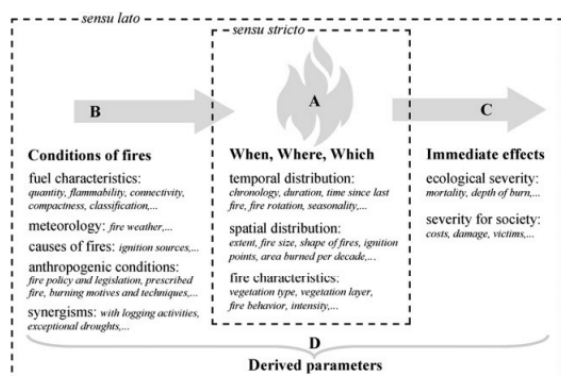 sensu lato
sensu stricto
A
B
C
Conditions of fires
fuel characteristics:
quantity, flammability, connectivity,
compactness, classification,...
meteorology: fire weather,...
causes of fires: ignition sources,...
anthropogenic conditions:
fire policy and legislation, prescribed
fire, burning motives and techniques,...
synergisms: with logging activities,
exceptional droughts,...
When, Where, Which
temporal distribution:
chronology, duration, time since last
fire, fire rotation, seasonality,...
spatial distribution:
extent, fire size, shape of fires, ignition
points, area burned per decade,...
fire characteristics:
vegetation type, vegetation layer,
fire behavior, intensity,...
Immediate effects
ecological severity:
mortality, depth of burn,...
severity for society:
costs, damage, victims,...
D
Derived parameters